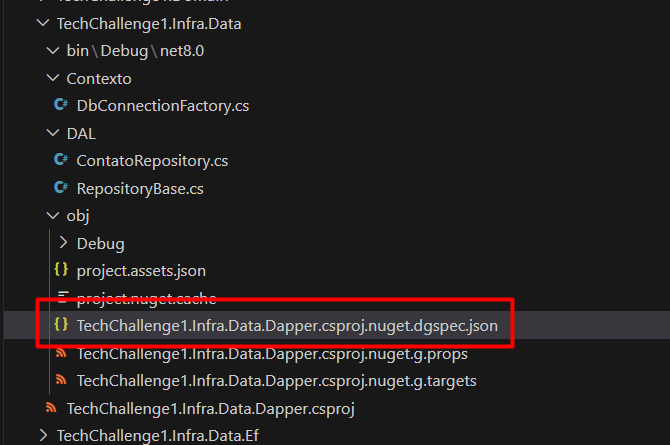 TechChallenge1.Infra.Data
bin\Debug\net8.0
Contexto
C# DbConnectionFactory.cs
DAL
C# ContatoRepository.cs
C# RepositoryBase.cs
obj
Debug
{} project.assets.json
project.nuget.cache
{} TechChallenge1.Infra.Data.Dapper.csproj.nuget.dgspec.json
TechChallenge1.Infra.Data.Dapper.csproj.nuget.g.props
TechChallenge1.Infra.Data.Dapper.csproj.nuget.g.targets
TechChallenge1.Infra.Data.Dapper.csproj
TechChallenge1.Infra.Data.Ef